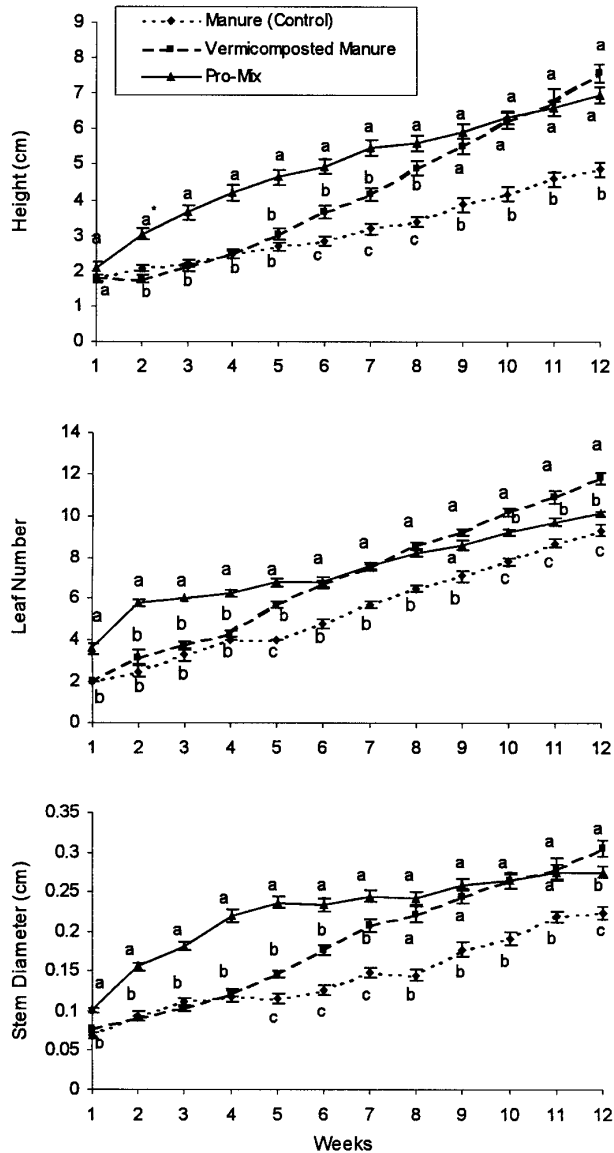 Manure (Control)
Vermicomposted Manure
Pro-Mix
Height (cm)
9
8
7
6
5
4
3
2
1
0
a a* a a a a a a a a a a
b b b b a a a
a b b b b c c c b b b b
1 2 3 4 5 6 7 8 9 10 11 12
Leaf Number
14
12
10
8
6
4
2
0
a a a a a a a a a a a a
b b b b a b b b
b b b b c b b b c c c c
1 2 3 4 5 6 7 8 9 10 11 12
Stem Diameter (cm)
0.35
0.3
0.25
0.2
0.15
0.1
0.05
0
a a a a a a a a a a a a
b b b b b b a a a b
b c c c b b b b c
1 2 3 4 5 6 7 8 9 10 11 12
Weeks